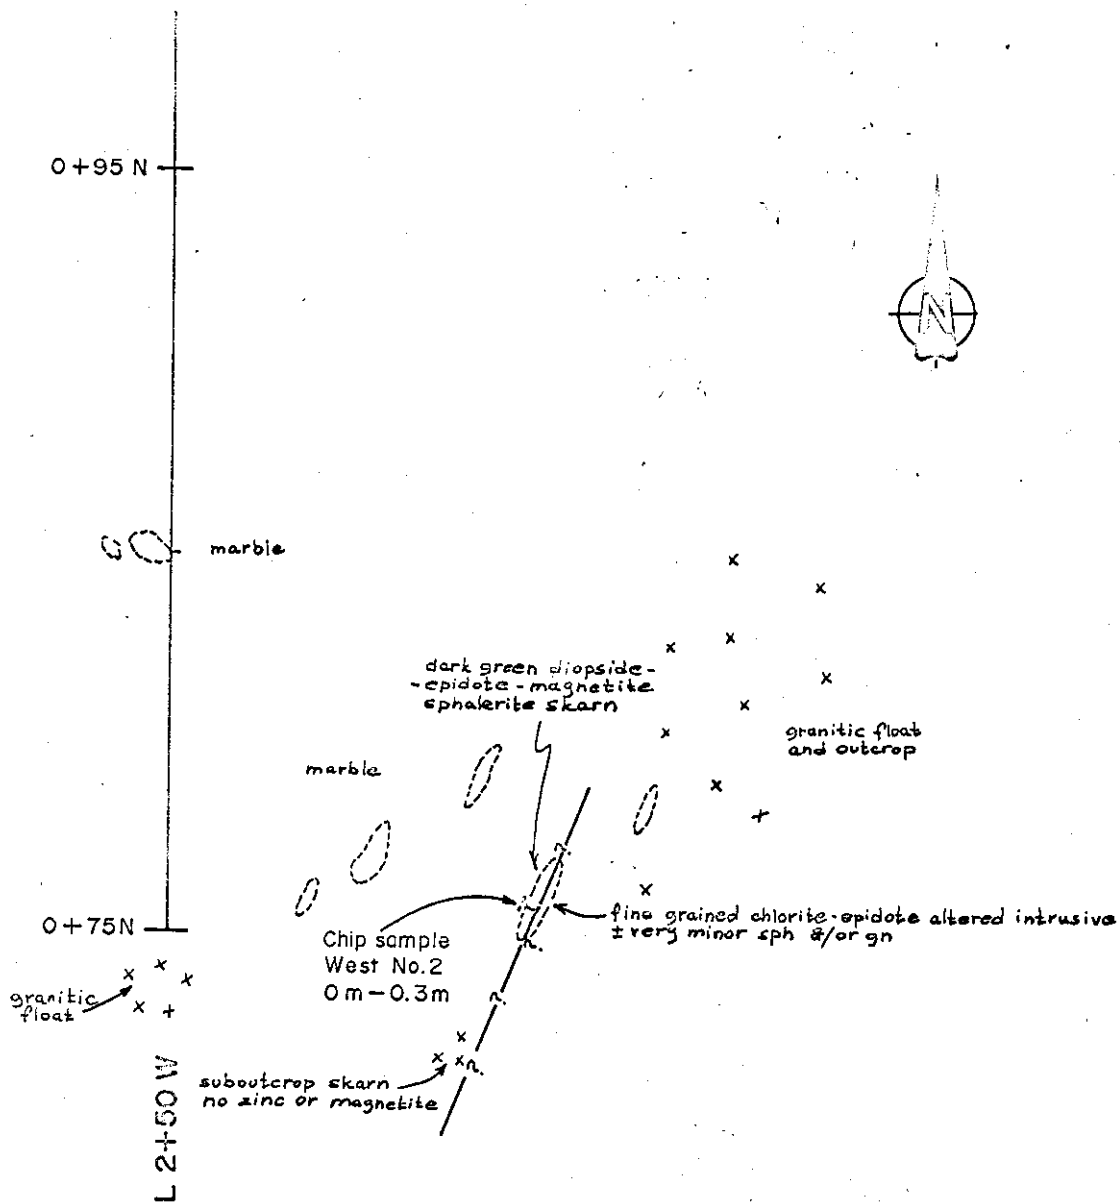 0+95 N
N
marble
dark green diopside-
-epidote-magnetite
sphalerite skarn
granitic float
and outcrop
marble
0+75N
Chip sample
West No.2
0m-0.3m
fine grained chlorite-epidote altered intrusive
± very minor sph &/or gn
granitic
float
suboutcrop skarn
no zinc or magnetite
L 2+50 W